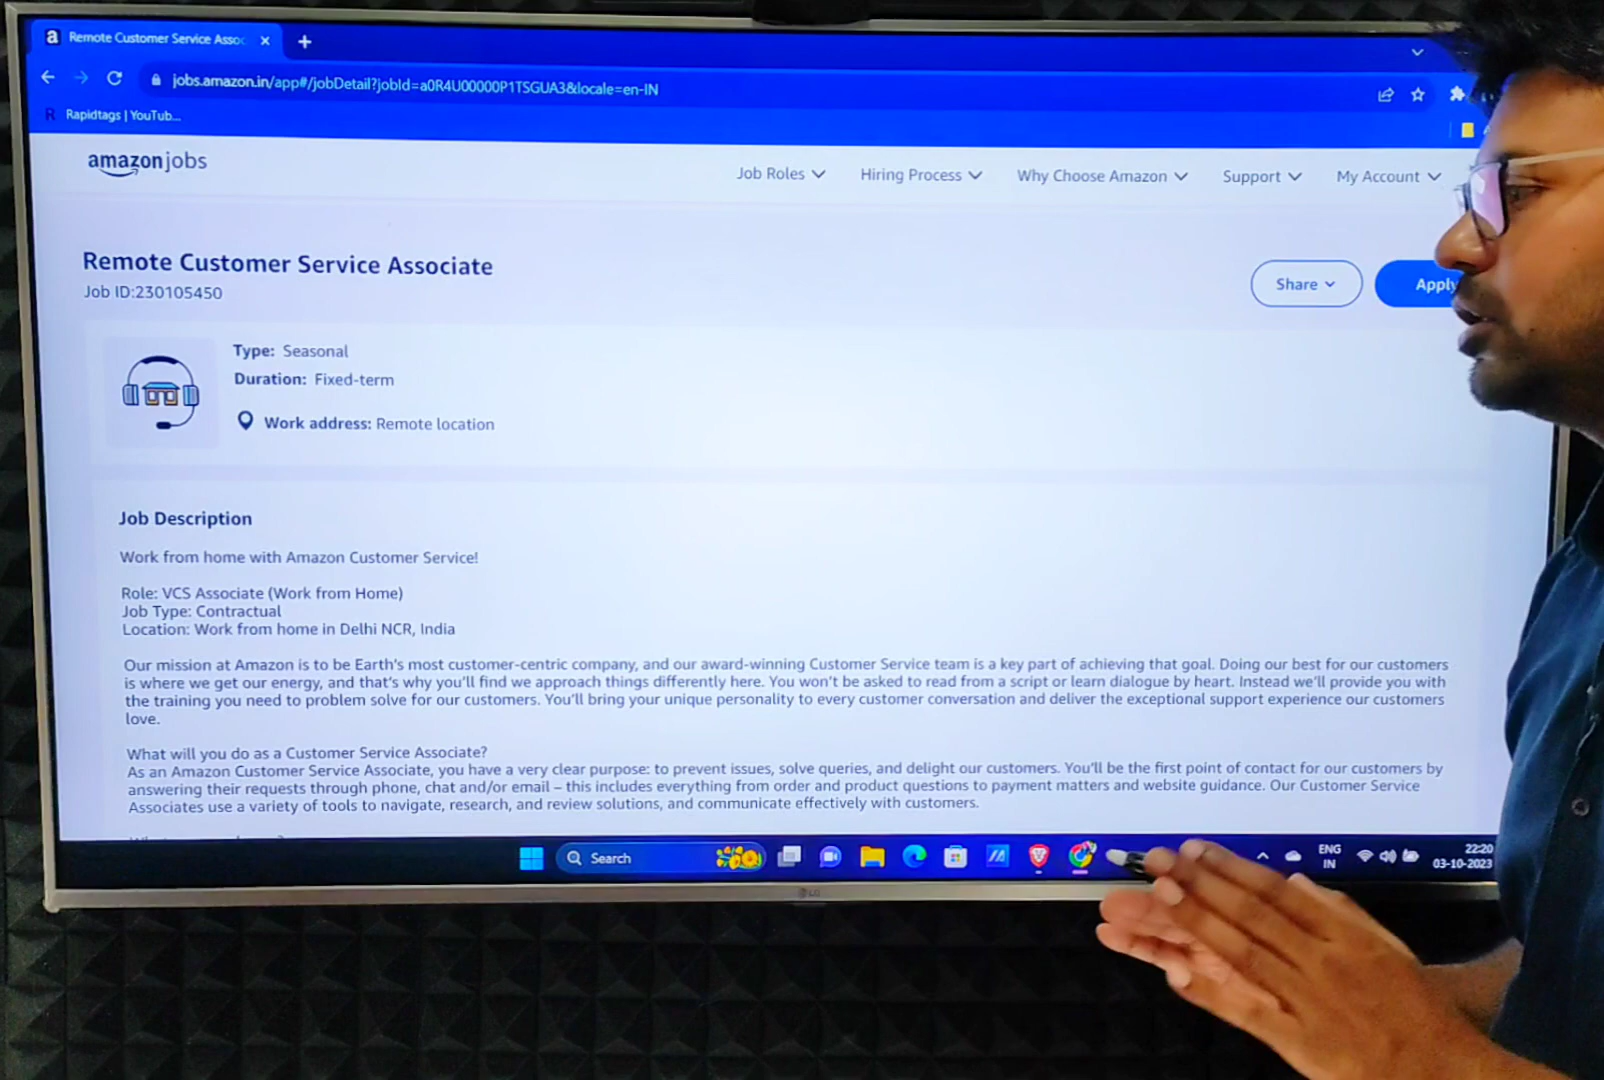 a Remote Customer Service Assoc
jobs.amazon.in/app#/jobDetail?jobId=a0R4U00000P1TSGUA3&locale=en-IN
R Rapidtags | YouTub...
amazon jobs
Job Roles
Hiring Process
Why Choose Amazon
Support
My Account
Remote Customer Service Associate
Job ID:230105450
Share
Apply
Type: Seasonal
Duration: Fixed-term
Work address: Remote location
Job Description
Work from home with Amazon Customer Service!
Role: VCS Associate (Work from Home)
Job Type: Contractual
Location: Work from home in Delhi NCR, India
Our mission at Amazon is to be Earth's most customer-centric company, and our award-winning Customer Service team is a key part of achieving that goal. Doing our best for our customers
is where we get our energy, and that's why you'll find we approach things differently here. You won't be asked to read from a script or learn dialogue by heart. Instead we'll provide you with
the training you need to problem solve for our customers. You'll bring your unique personality to every customer conversation and deliver the exceptional support experience our customers
love.
What will you do as a Customer Service Associate?
As an Amazon Customer Service Associate, you have a very clear purpose: to prevent issues, solve queries, and delight our customers. You'll be the first point of contact for our customers by
answering their requests through phone, chat and/or email – this includes everything from order and product questions to payment matters and website guidance. Our Customer Service
Associates use a variety of tools to navigate, research, and review solutions, and communicate effectively with customers.
Search
ENG
IN
22:20
03-10-2023
LG